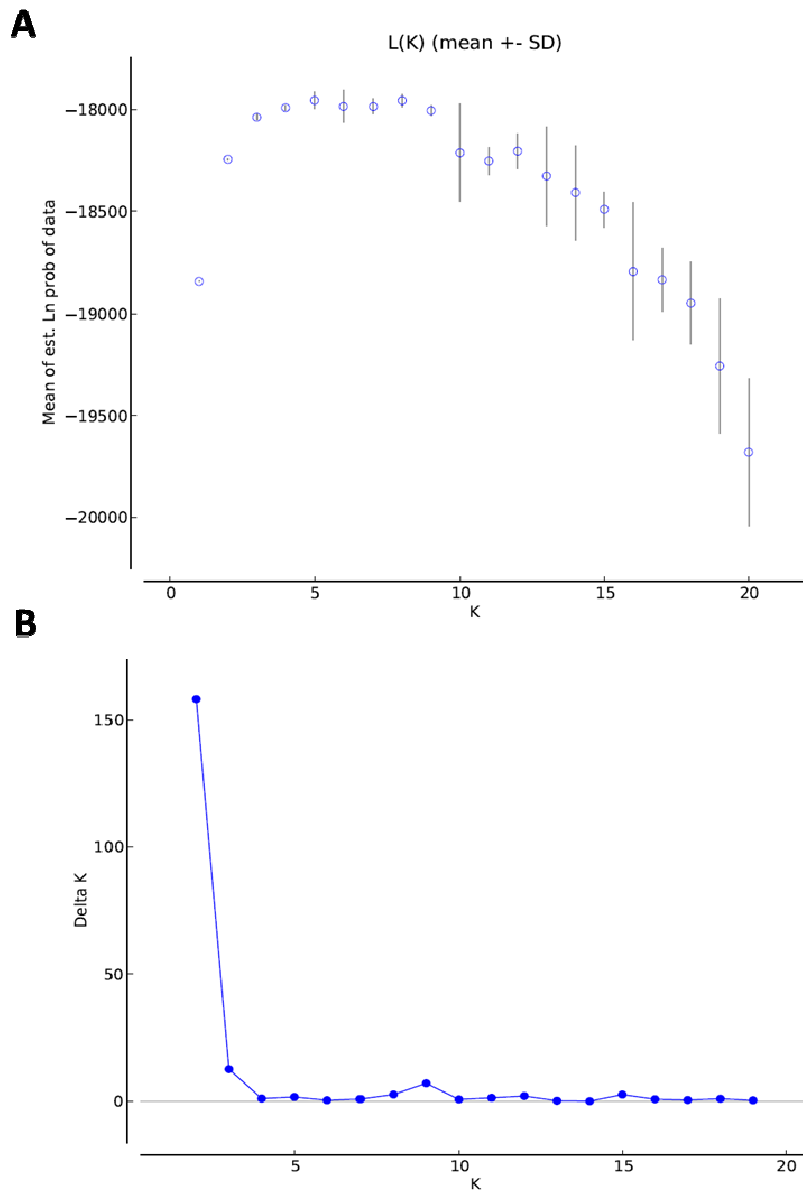 A
L(K) (mean +- SD)
Mean of est. Ln prob of data
−18000
−18500
−19000
−19500
−20000
0 5 10 15 20
K
B
Delta K
150
100
50
0
5 10 15 20
K